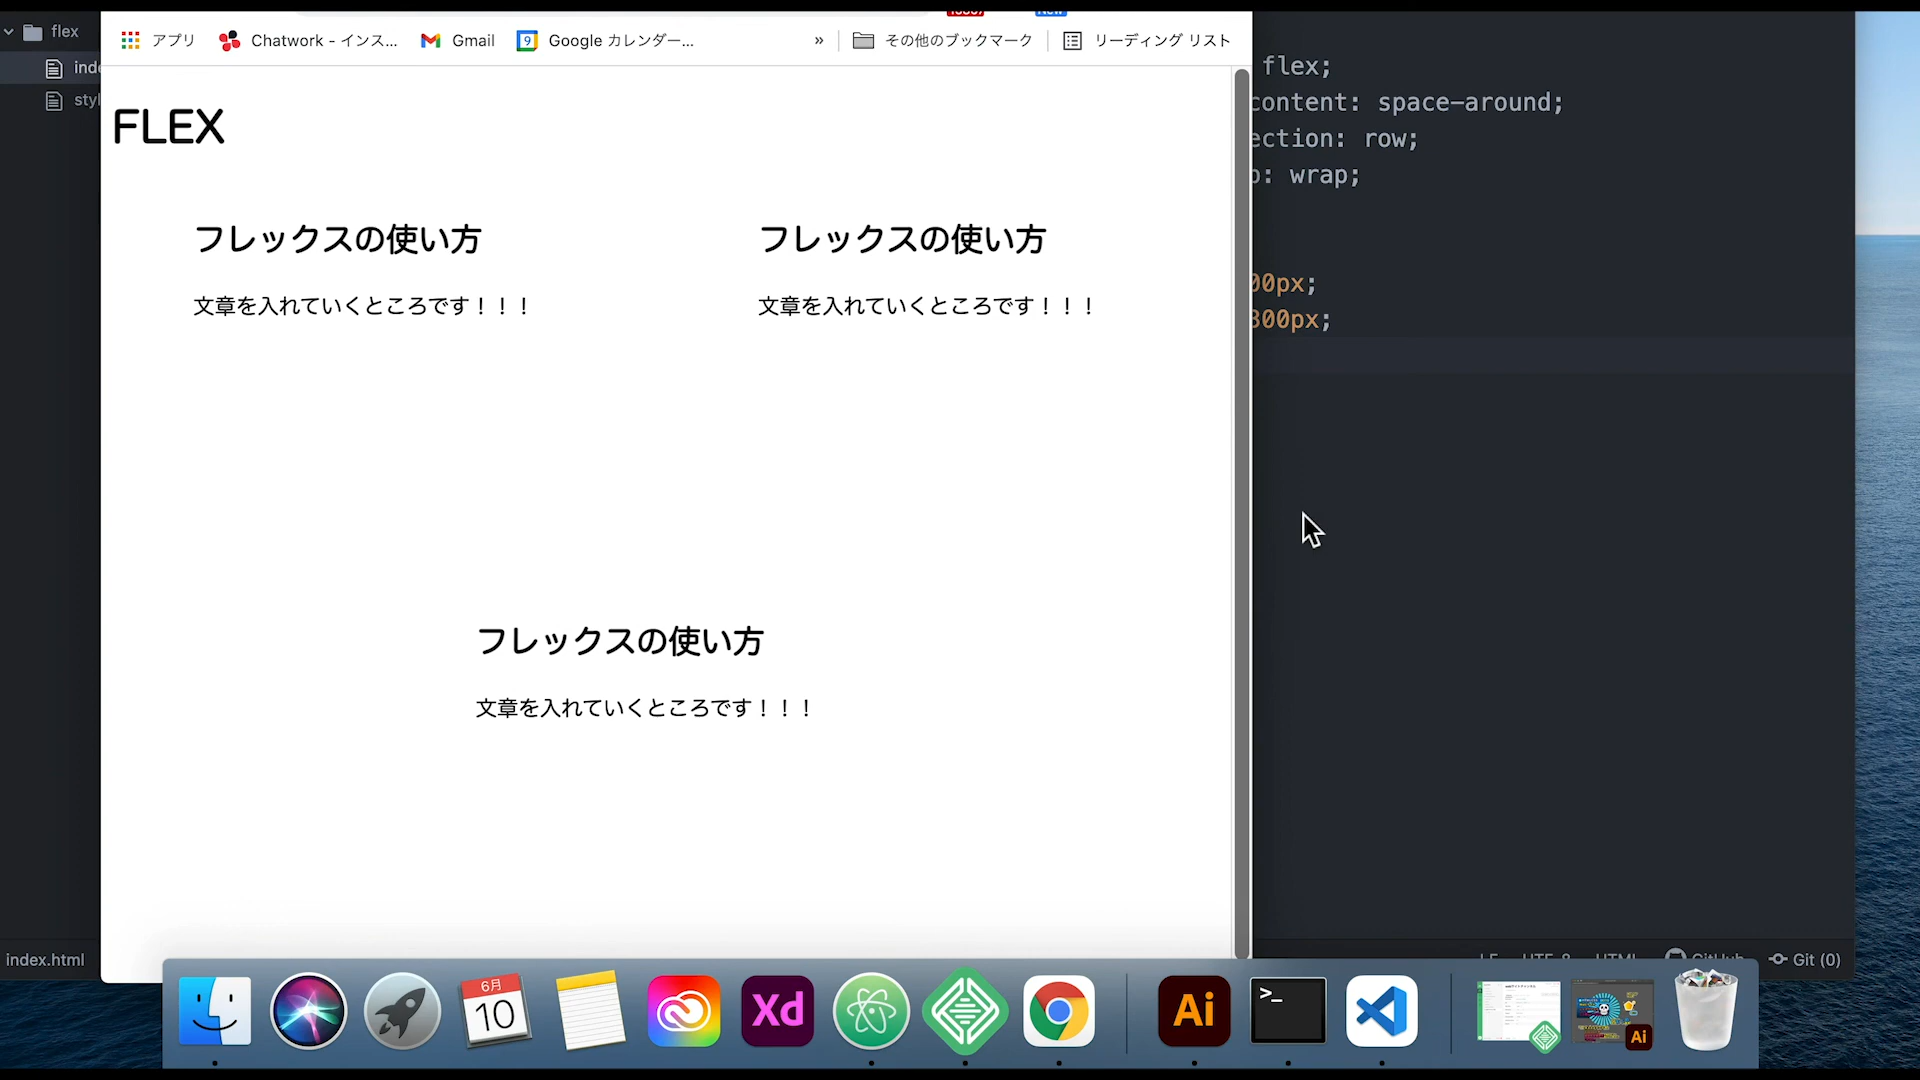 flex
アプリ
Chatwork - インス...
Gmail
9
Google カレンダー...
»
その他のブックマーク
リーディング リスト
FLEX
フレックスの使い方
フレックスの使い方
文章を入れていくところです！！！
文章を入れていくところです！！！
フレックスの使い方
文章を入れていくところです！！！
flex;
content: space-around;
ection: row;
: wrap;
00px;
300px;
index.html
Git (0)
6月
10
Xd
Ai
>_
Ai